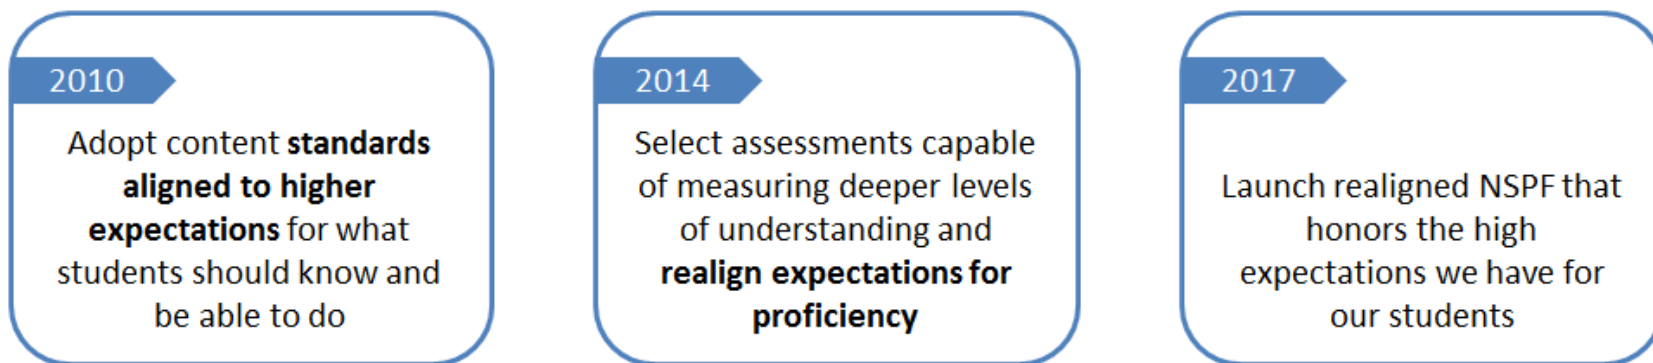 2010
Adopt content standards
aligned to higher
expectations for what
students should know and
be able to do
2014
Select assessments capable
of measuring deeper levels
of understanding and
realign expectations for
proficiency
2017
Launch realigned NSPF that
honors the high
expectations we have for
our students